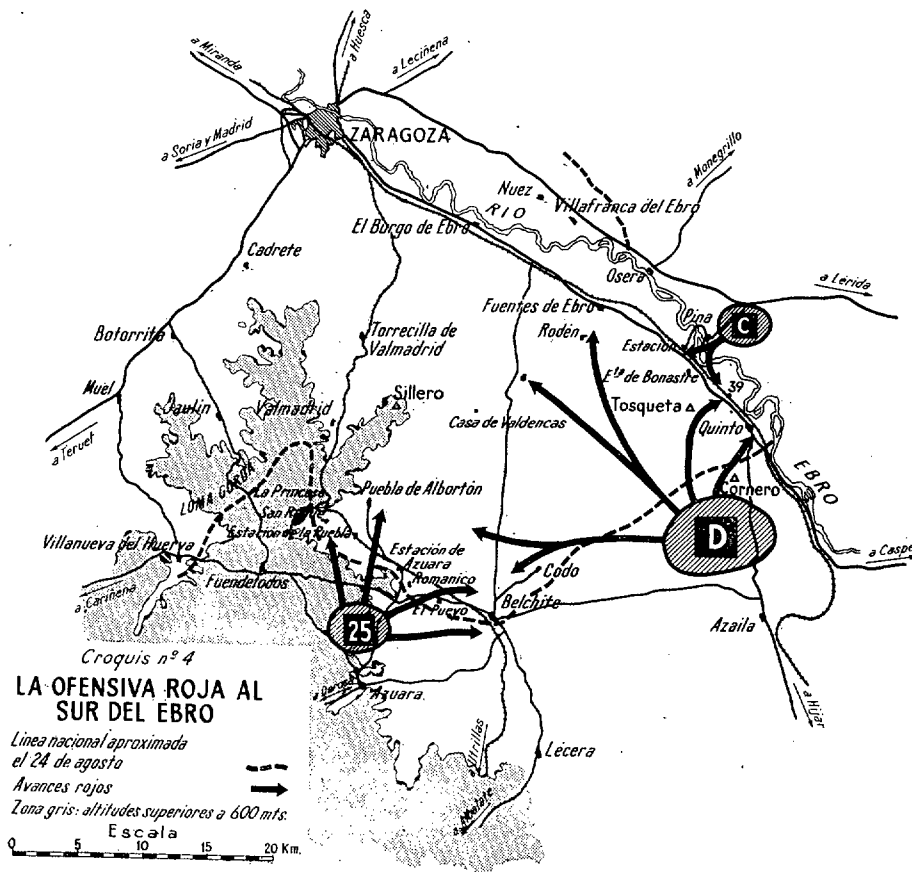 a Huesca
a Miranda
a Leciñena
ZARAGOZA
a Soria y Madrid
a Monegrillo
Nuez
RIO
Villafranca del Ebro
El Burgo de Ebro
Cadrete
Osera
a Lérida
Fuentes de Ebro
Pina
C
Botorrita
Torrecilla de
Valmadrid
Rodén
Estación
Eta de Bonastre
39
Muel
Sillero
Tosqueta
Jaulín
Valmadrid
Casa de Valdencas
Quinto
a Teruel
LOMA GORDA
La Princesa
Puebla de Albortón
Cornero
EBRO
San Roque
Estación de la Puebla
D
Villanueva del Huerva
Estación de
Azuara
a Caspe
Romanico
Codo
Fuendetodos
a Cariñena
El Pueyo
Belchite
25
Azaila
Croquis nº 4
LA OFENSIVA ROJA AL
SUR DEL EBRO
Azuara
a Híjar
Línea nacional aproximada
el 24 de agosto
a Utrillas
Lécera
Avances rojos
Zona gris: altitudes superiores a 600 mts.
a Albalate
Escala
0 5 10 15 20 Km.